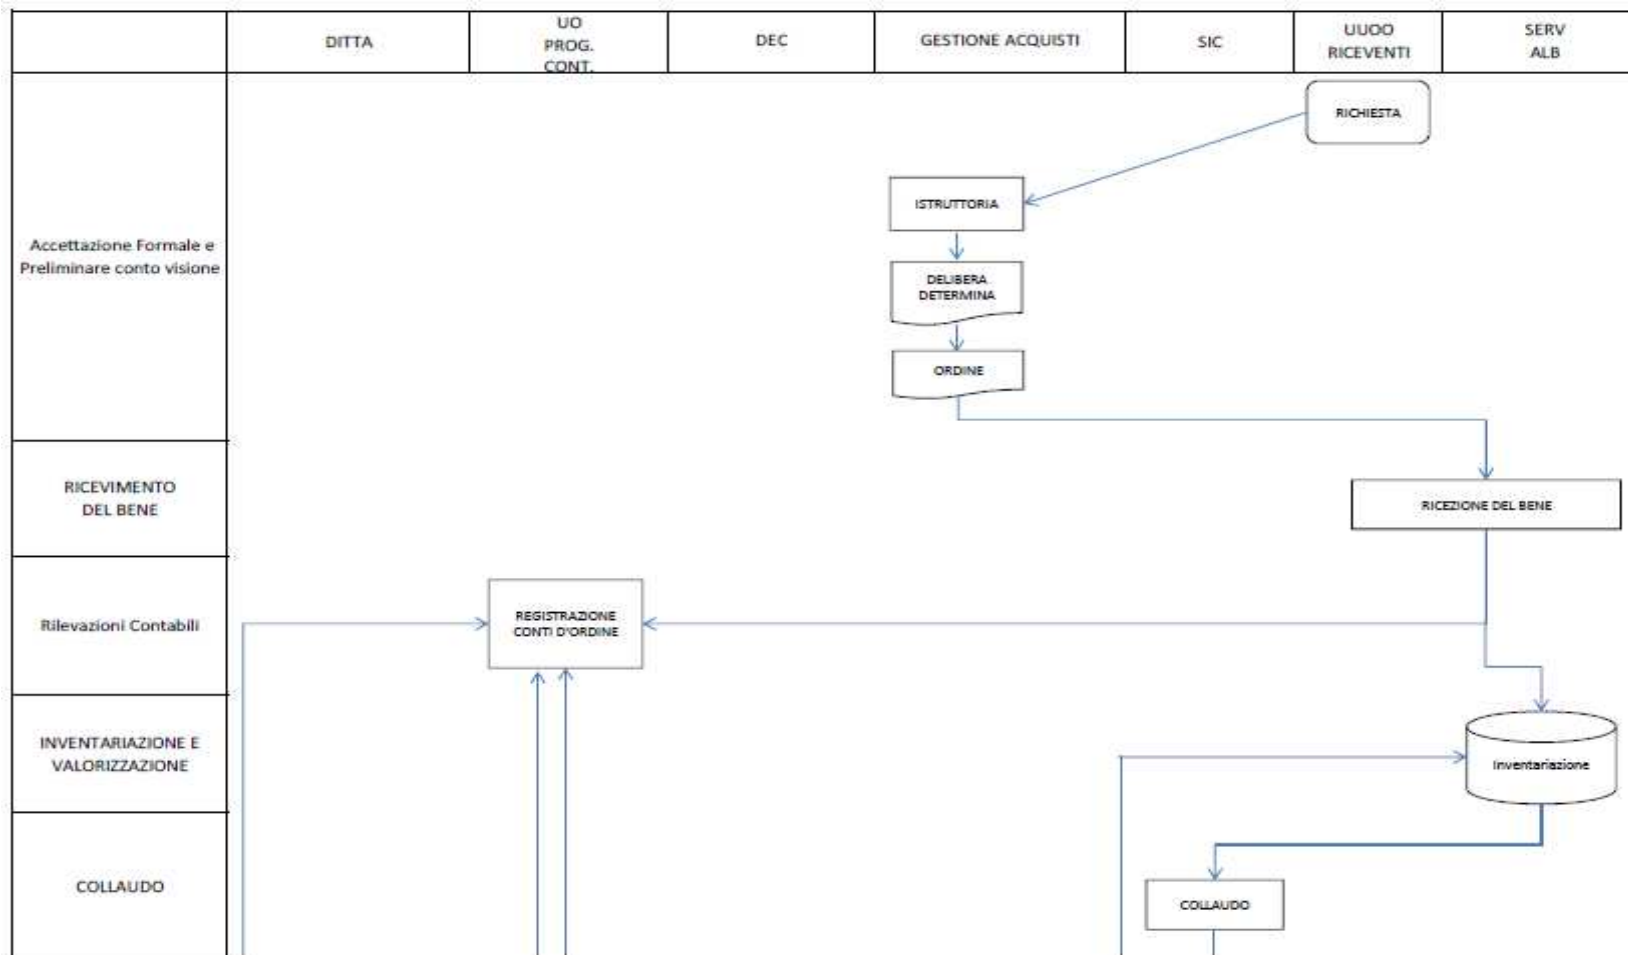 DITTA
UO
PROG.
CONT.
DEC
GESTIONE ACQUISTI
SIC
UUOO
RICEVENTI
SERV
ALB
Accettazione Formale e
Preliminare conto visione
RICHIESTA
ISTRUTTORIA
DELIBERA
DETERMINA
ORDINE
RICEVIMENTO
DEL BENE
RICEZIONE DEL BENE
Rilevazioni Contabili
REGISTRAZIONE
CONTI D'ORDINE
INVENTARIAZIONE E
VALORIZZAZIONE
Inventariazione
COLLAUDO
COLLAUDO